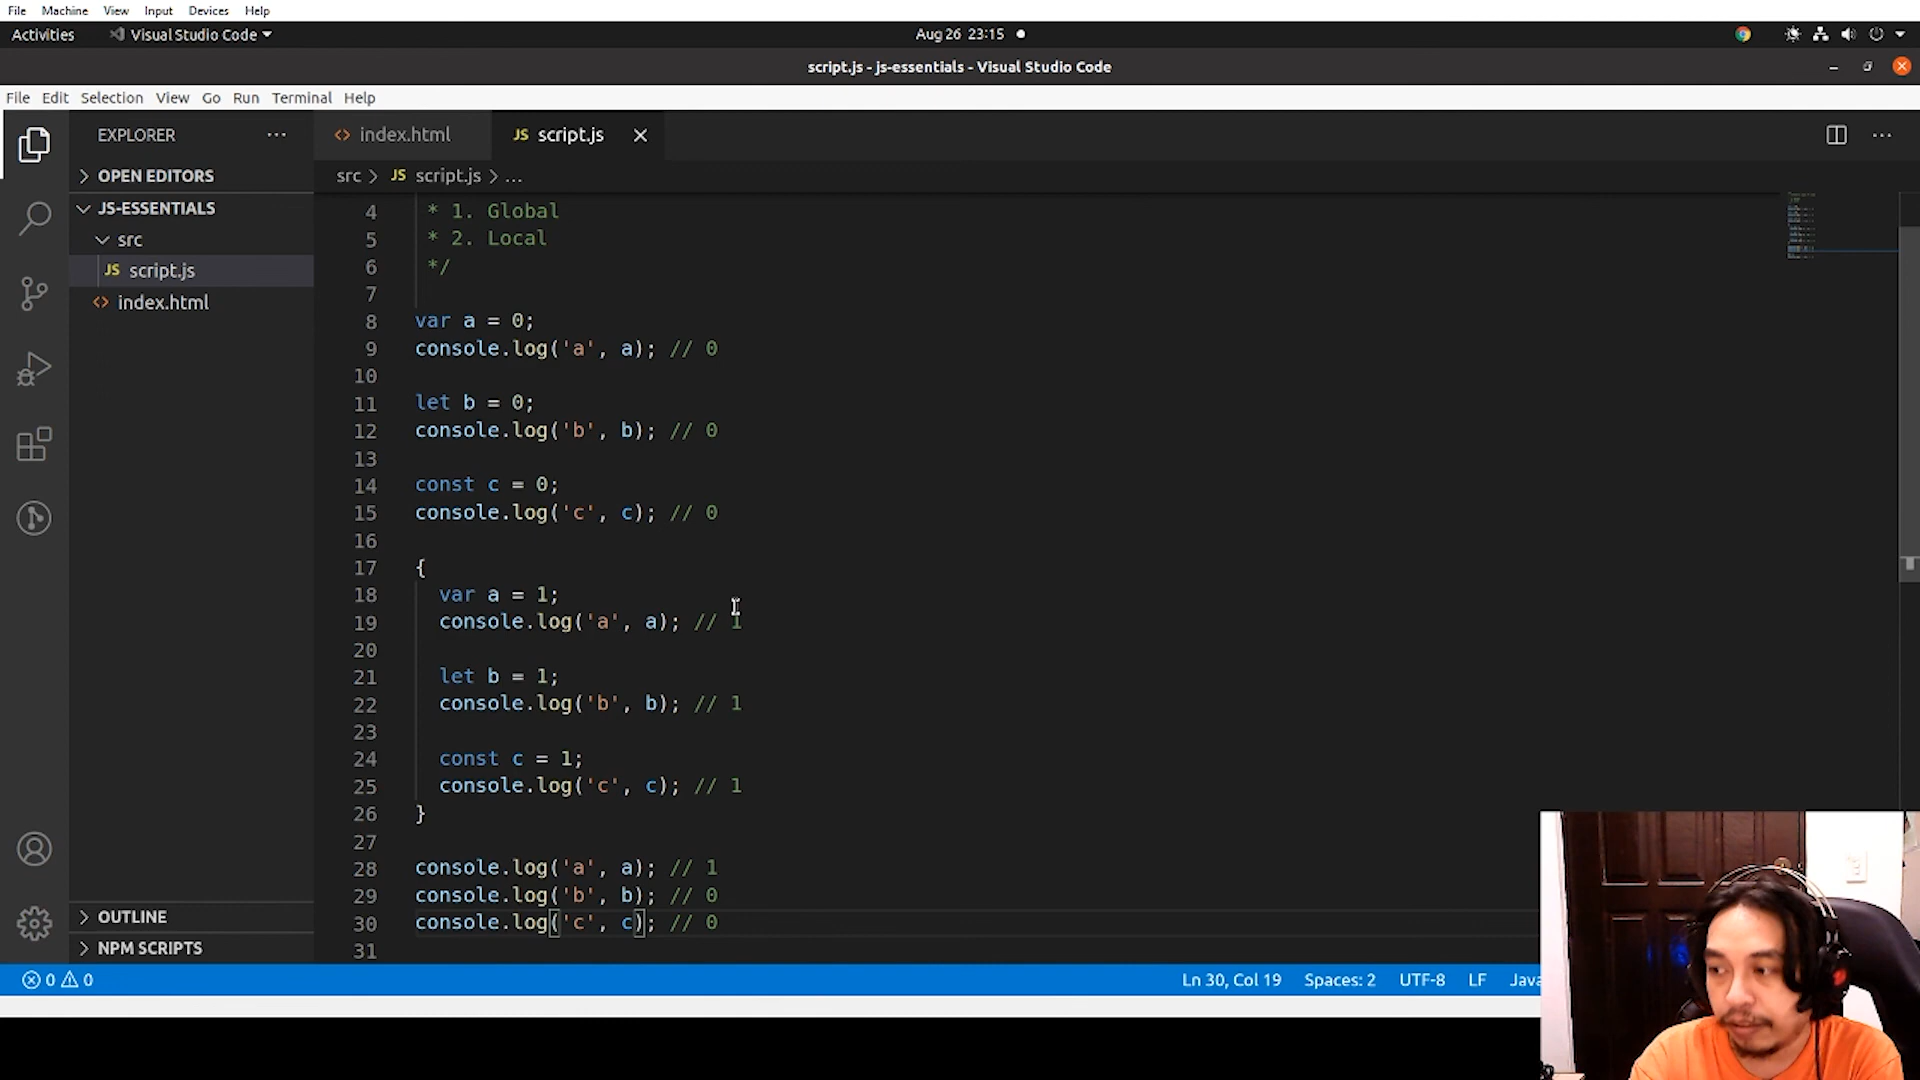 File Machine View Input Devices Help
Activities Visual Studio Code Aug 26 23:15
script.js - js-essentials - Visual Studio Code
File Edit Selection View Go Run Terminal Help
EXPLORER ··· <> index.html JS script.js ···
OPEN EDITORS src > JS script.js > ...
JS-ESSENTIALS
src
JS script.js
<> index.html
4 * 1. Global
5 * 2. Local
6 */
7
8 var a = 0;
9 console.log('a', a); // 0
10
11 let b = 0;
12 console.log('b', b); // 0
13
14 const c = 0;
15 console.log('c', c); // 0
16
17 {
18 var a = 1;
19 console.log('a', a); // 1
20
21 let b = 1;
22 console.log('b', b); // 1
23
24 const c = 1;
25 console.log('c', c); // 1
26 }
27
28 console.log('a', a); // 1
29 console.log('b', b); // 0
30 console.log('c', c); // 0
31
OUTLINE
NPM SCRIPTS
0 0 Ln 30, Col 19 Spaces: 2 UTF-8 LF Java